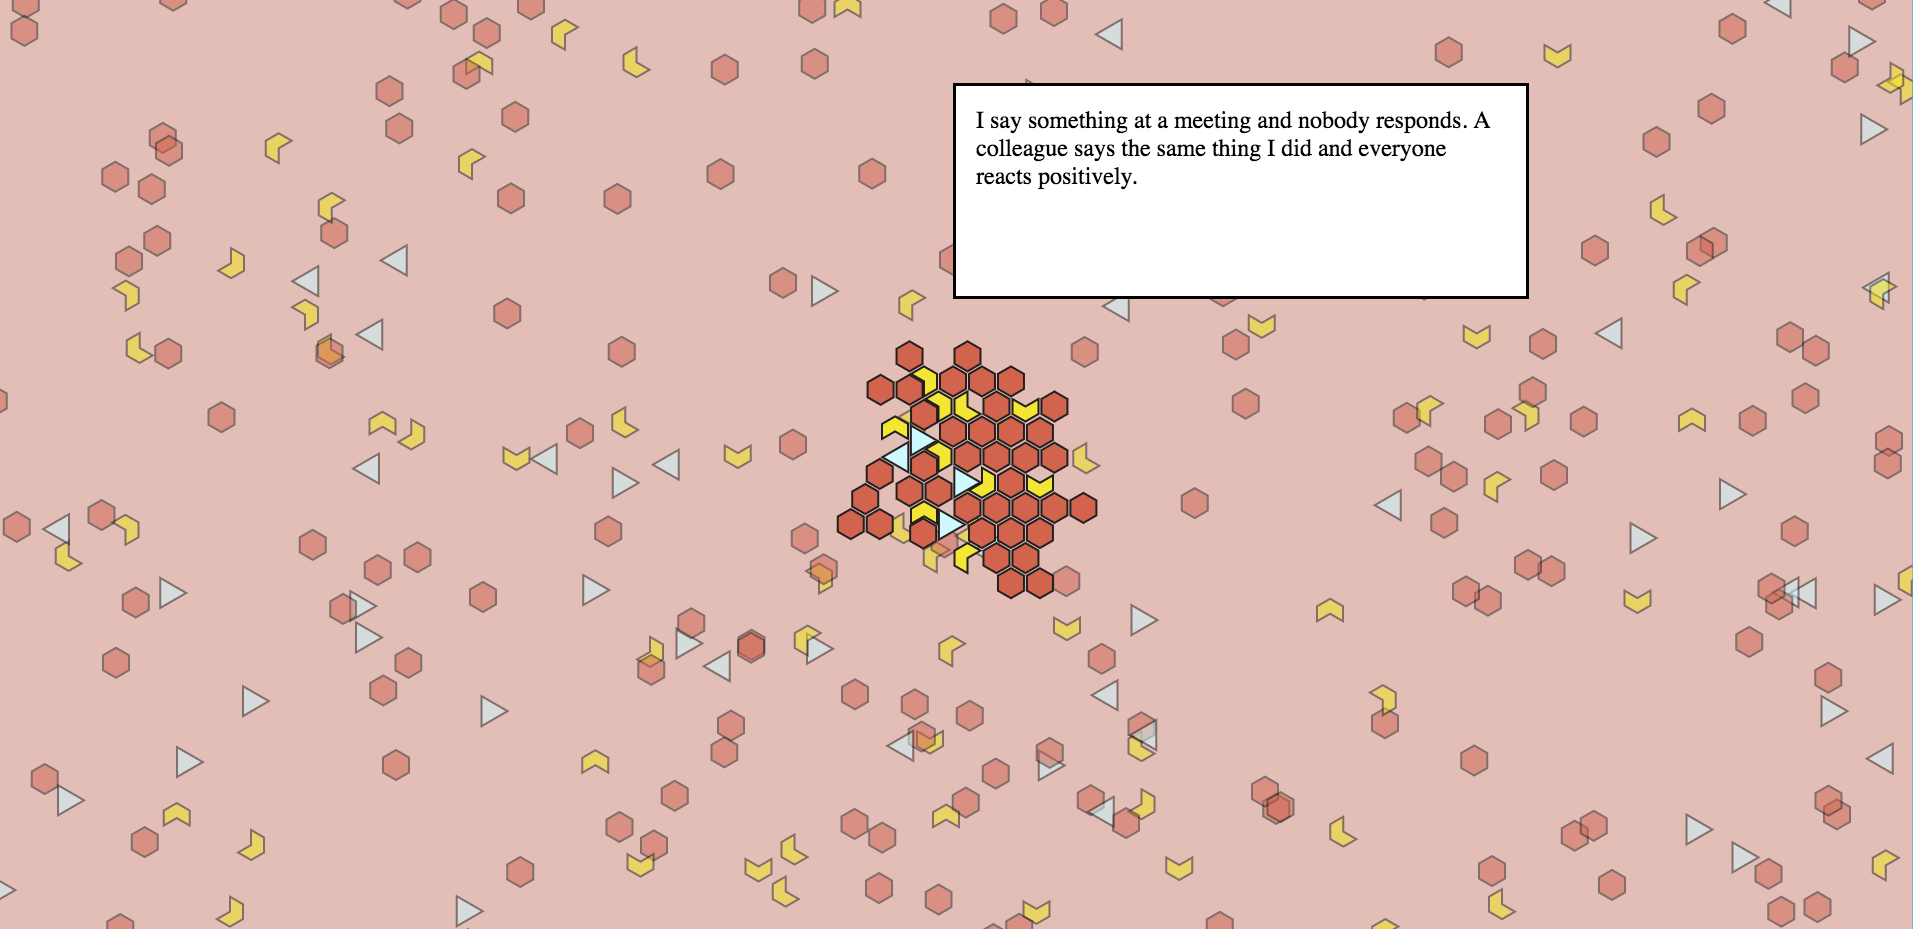 I say something at a meeting and nobody responds. A
colleague says the same thing I did and everyone
reacts positively.